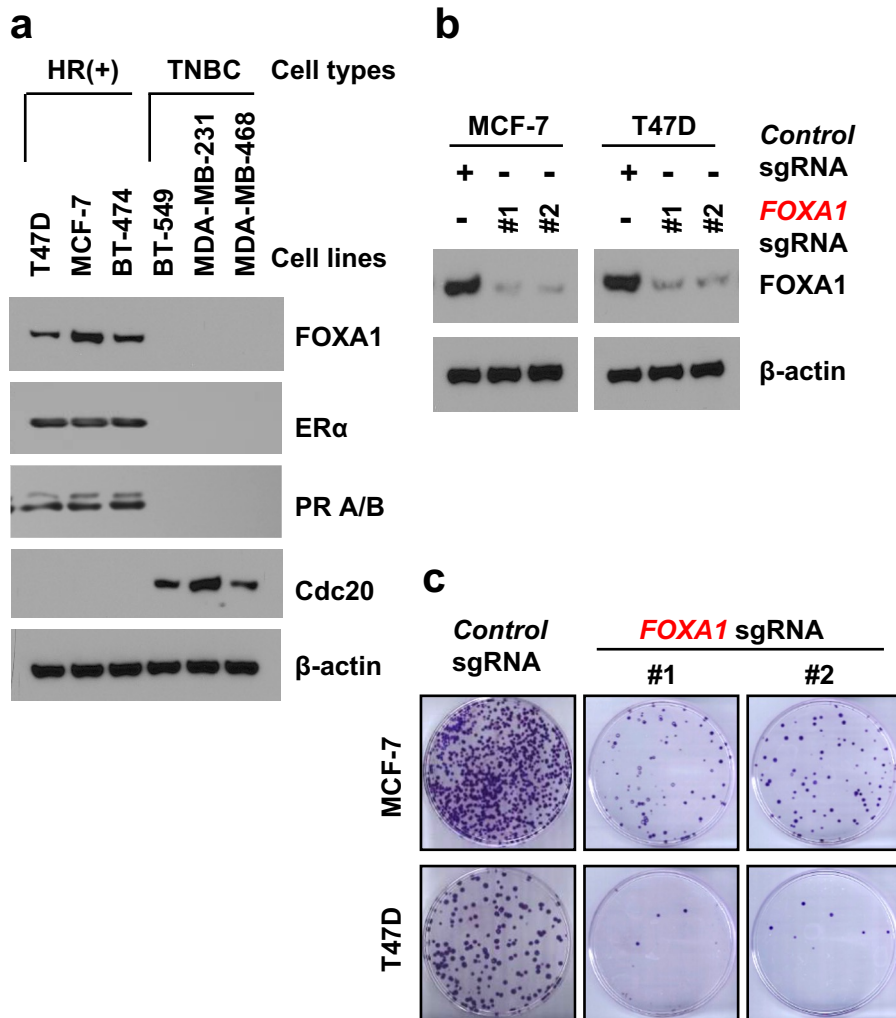 a
HR(+) TNBC Cell types
T47D MCF-7 BT-474 BT-549 MDA-MB-231 MDA-MB-468 Cell lines
FOXA1
ERα
PR A/B
Cdc20
β-actin
b
MCF-7 T47D Control sgRNA
+ - - + - -
- #1 #2 - #1 #2 FOXA1 sgRNA
FOXA1
β-actin
c
Control sgRNA FOXA1 sgRNA
#1 #2
MCF-7
T47D